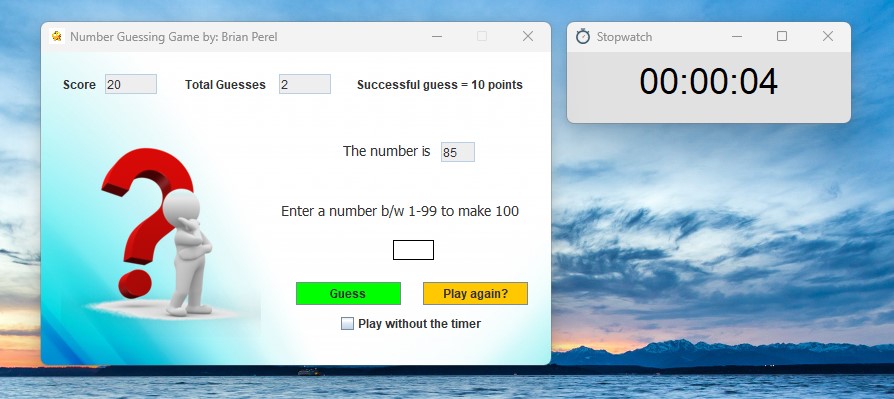 Number Guessing Game by: Brian Perel
Score 20 Total Guesses 2 Successful guess = 10 points
The number is 85
Enter a number b/w 1-99 to make 100
Guess Play again?
Play without the timer
Stopwatch
00:00:04